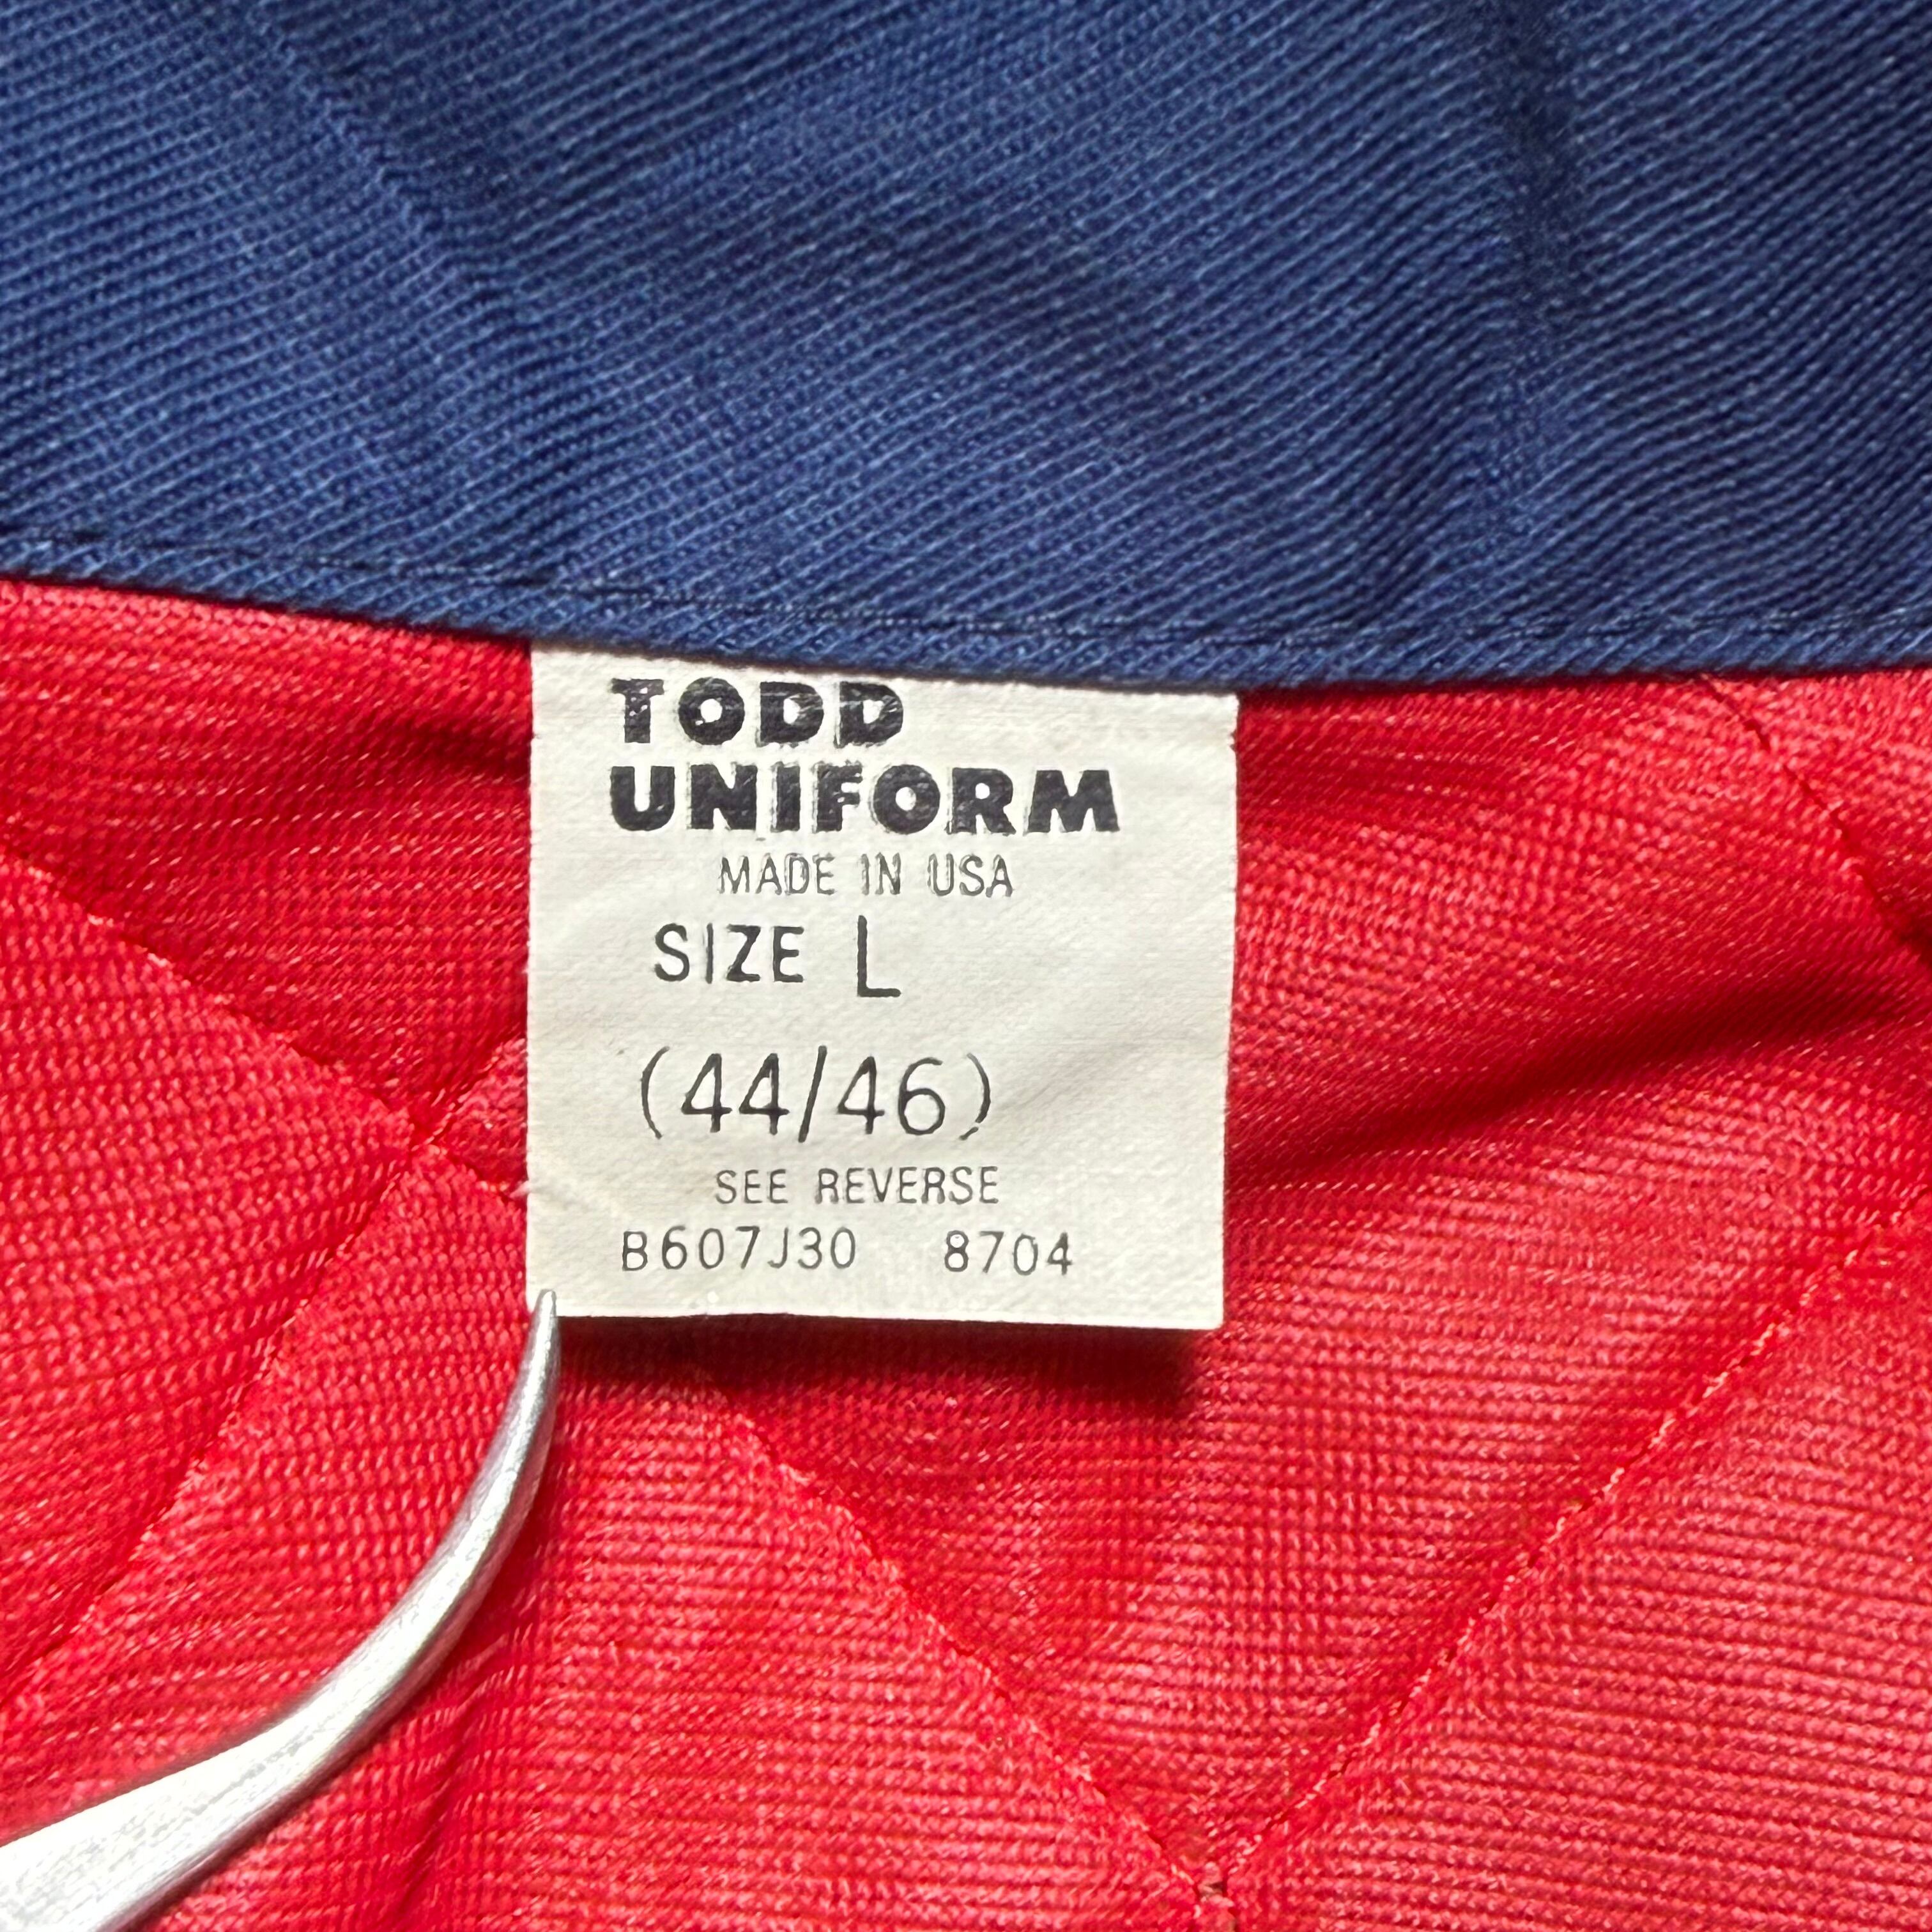 TODD
UNIFORM
MADE IN USA
SIZE L
(44/46)
SEE REVERSE
B607J30 8704